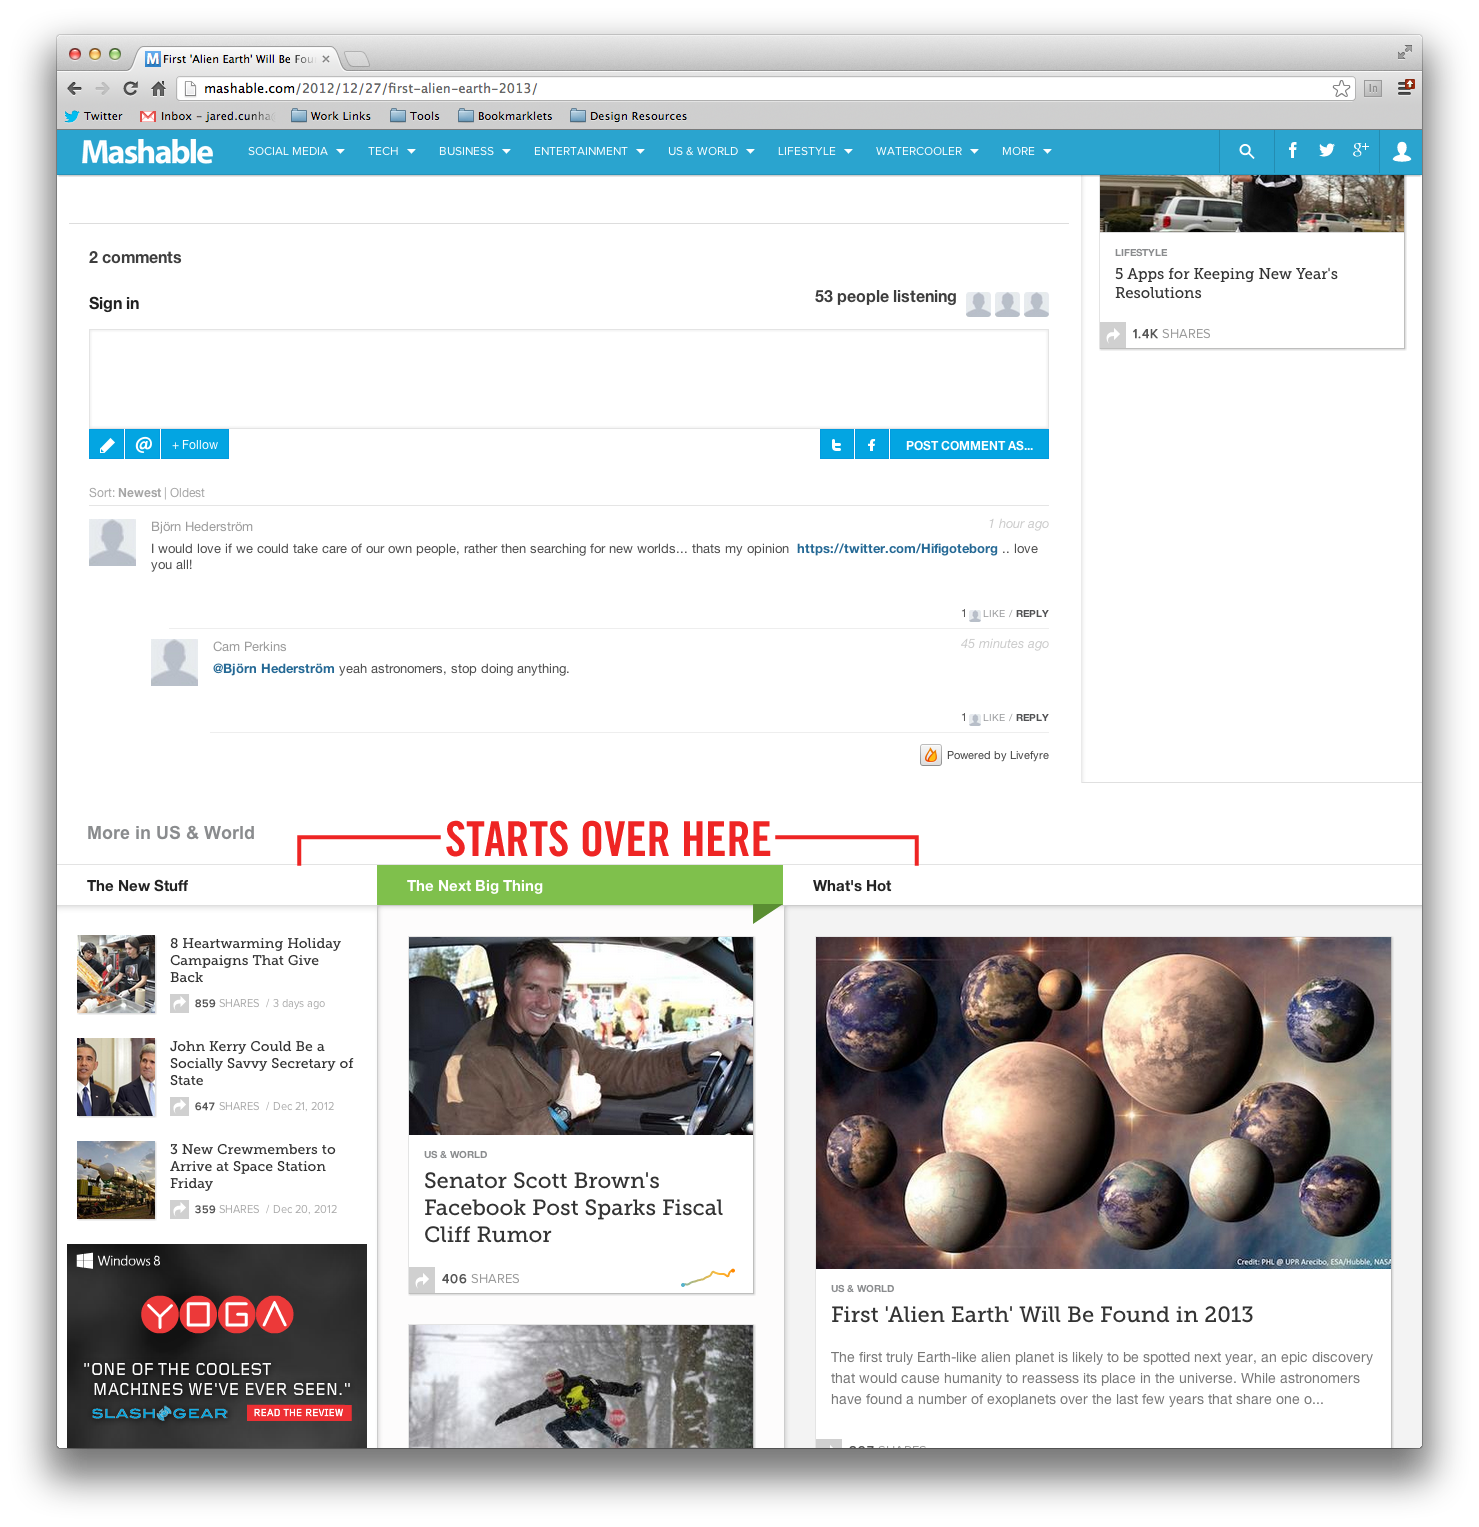 First 'Alien Earth' Will Be Fou
mashable.com/2012/12/27/first-alien-earth-2013/
Twitter
Inbox - jared.cunha
Work Links
Tools
Bookmarklets
Design Resources
Mashable
SOCIAL MEDIA
TECH
BUSINESS
ENTERTAINMENT
US & WORLD
LIFESTYLE
WATERCOOLER
MORE
LIFESTYLE
5 Apps for Keeping New Year's
Resolutions
1.4K SHARES
2 comments
Sign in
53 people listening
@
+ Follow
POST COMMENT AS...
Sort: Newest | Oldest
Björn Hederström
1 hour ago
I would love if we could take care of our own people, rather then searching for new worlds... thats my opinion https://twitter.com/Hifigoteborg .. love
you all!
1 LIKE / REPLY
Cam Perkins
45 minutes ago
@Björn Hederström yeah astronomers, stop doing anything.
1 LIKE / REPLY
Powered by Livefyre
More in US & World
STARTS OVER HERE
The New Stuff
The Next Big Thing
What's Hot
8 Heartwarming Holiday
Campaigns That Give
Back
859 SHARES / 3 days ago
John Kerry Could Be a
Socially Savvy Secretary of
State
647 SHARES / Dec 21, 2012
3 New Crewmembers to
Arrive at Space Station
Friday
359 SHARES / Dec 20, 2012
Windows 8
YOGA
"ONE OF THE COOLEST
MACHINES WE'VE EVER SEEN."
SLASHGEAR
READ THE REVIEW
US & WORLD
Senator Scott Brown's
Facebook Post Sparks Fiscal
Cliff Rumor
406 SHARES
Credit: PHL @ UPR Arecibo, ESA/Hubble, NASA
US & WORLD
First 'Alien Earth' Will Be Found in 2013
The first truly Earth-like alien planet is likely to be spotted next year, an epic discovery
that would cause humanity to reassess its place in the universe. While astronomers
have found a number of exoplanets over the last few years that share one o...
SHARES